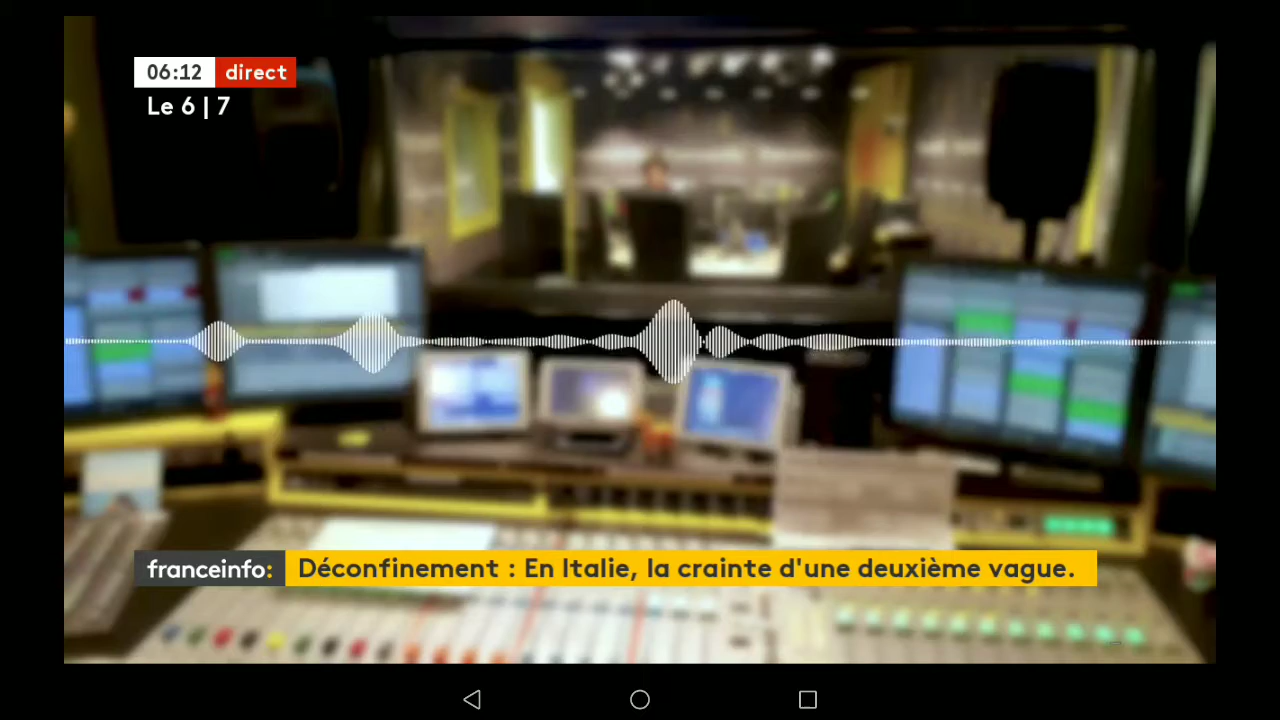 06:12 direct
Le 6 | 7
franceinfo: Déconfinement : En Italie, la crainte d'une deuxième vague.